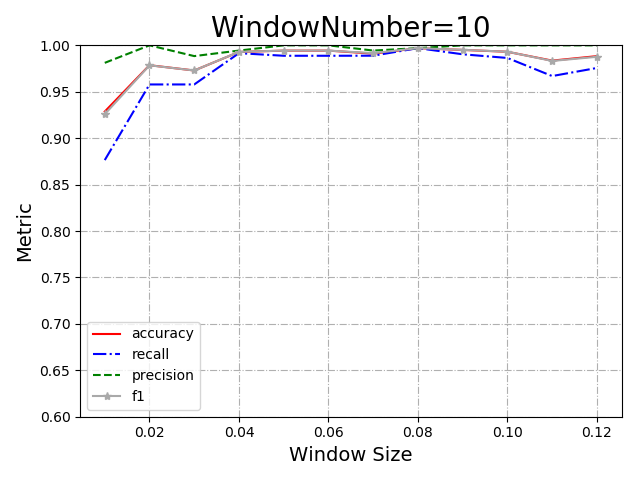 WindowNumber=10
Metric
1.00
0.95
0.90
0.85
0.80
0.75
0.70
0.65
0.60
accuracy
recall
precision
f1
0.02 0.04 0.06 0.08 0.10 0.12
Window Size